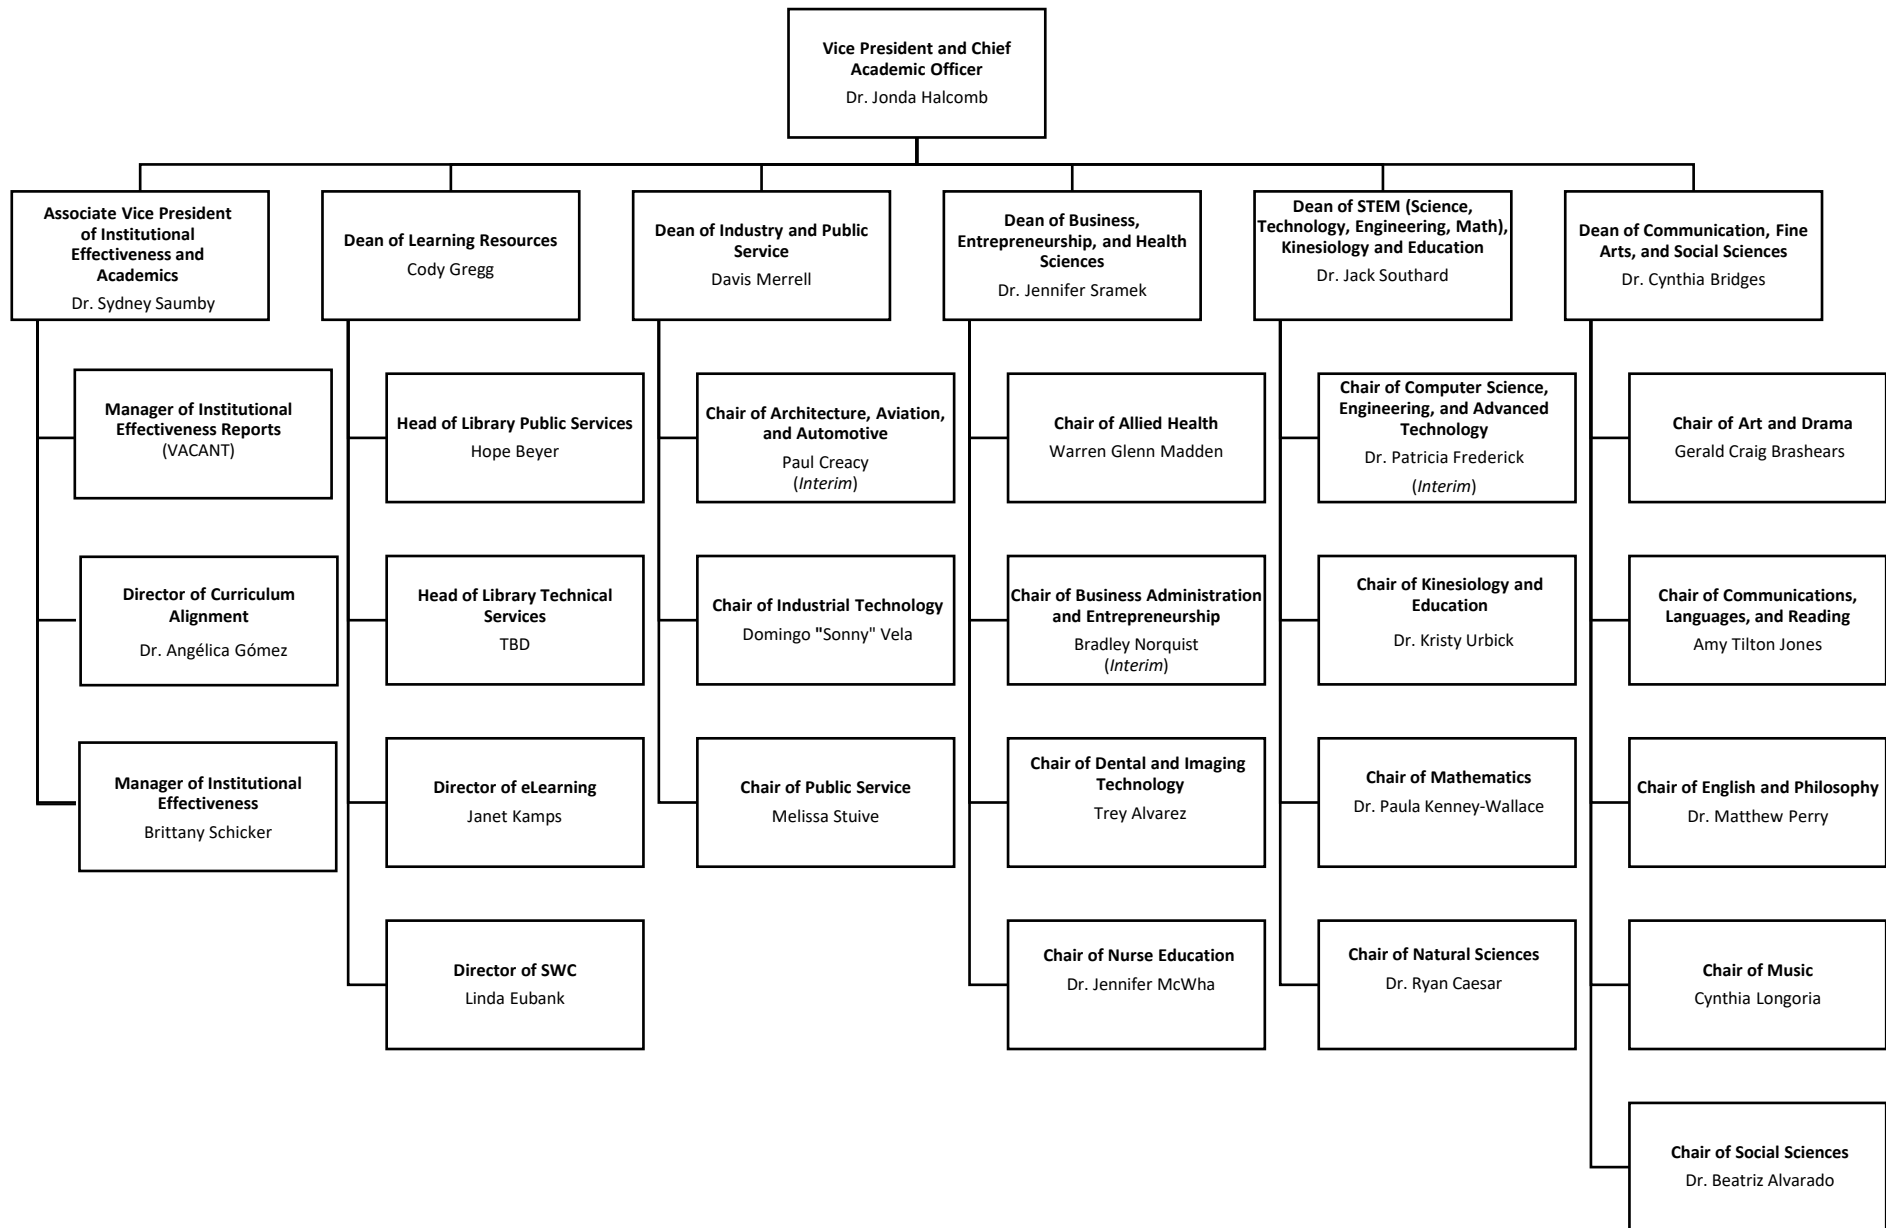 Vice President and Chief
Academic Officer
Dr. Jonda Halcomb
Associate Vice President
of Institutional
Effectiveness and
Academics
Dr. Sydney Saumby
Manager of Institutional
Effectiveness Reports
(VACANT)
Director of Curriculum
Alignment
Dr. Angélica Gómez
Manager of Institutional
Effectiveness
Brittany Schicker
Dean of Learning Resources
Cody Gregg
Head of Library Public Services
Hope Beyer
Head of Library Technical
Services
TBD
Director of eLearning
Janet Kamps
Director of SWC
Linda Eubank
Dean of Industry and Public
Service
Davis Merrell
Chair of Architecture, Aviation,
and Automotive
Paul Creacy
(Interim)
Chair of Industrial Technology
Domingo "Sonny" Vela
Chair of Public Service
Melissa Stuive
Dean of Business,
Entrepreneurship, and Health
Sciences
Dr. Jennifer Sramek
Chair of Allied Health
Warren Glenn Madden
Chair of Business Administration
and Entrepreneurship
Bradley Norquist
(Interim)
Chair of Dental and Imaging
Technology
Trey Alvarez
Chair of Nurse Education
Dr. Jennifer McWha
Dean of STEM (Science,
Technology, Engineering, Math),
Kinesiology and Education
Dr. Jack Southard
Chair of Computer Science,
Engineering, and Advanced
Technology
Dr. Patricia Frederick
(Interim)
Chair of Kinesiology and
Education
Dr. Kristy Urbick
Chair of Mathematics
Dr. Paula Kenney-Wallace
Chair of Natural Sciences
Dr. Ryan Caesar
Dean of Communication, Fine
Arts, and Social Sciences
Dr. Cynthia Bridges
Chair of Art and Drama
Gerald Craig Brashears
Chair of Communications,
Languages, and Reading
Amy Tilton Jones
Chair of English and Philosophy
Dr. Matthew Perry
Chair of Music
Cynthia Longoria
Chair of Social Sciences
Dr. Beatriz Alvarado